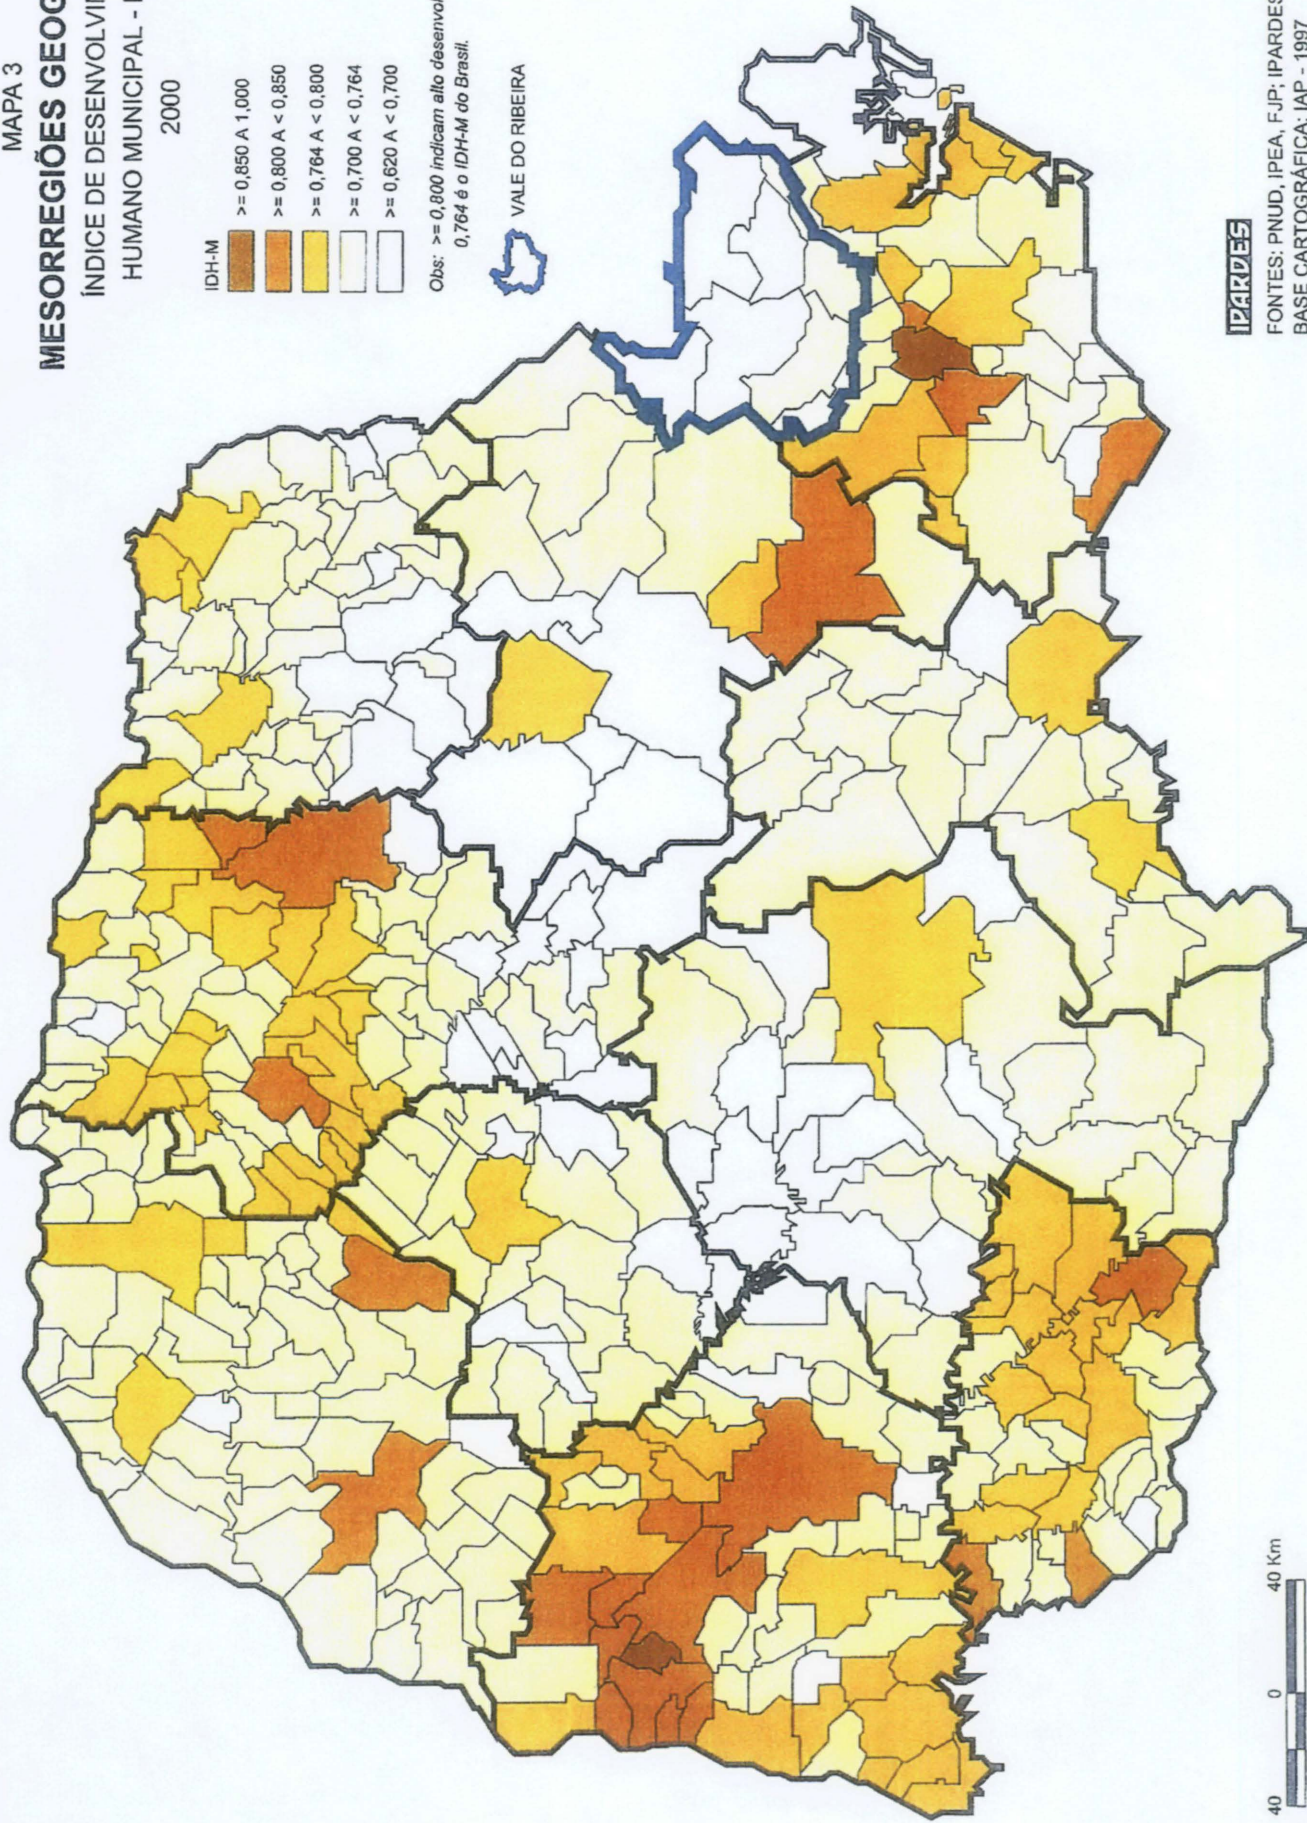 MAPA 3
MESORREGIÕES GEOG
ÍNDICE DE DESENVOLVI
HUMANO MUNICIPAL -
2000
IDH-M
>= 0,850 A 1,000
>= 0,800 A < 0,850
>= 0,764 A < 0,800
>= 0,700 A < 0,764
>= 0,620 A < 0,700
Obs: >= 0,800 indicam alto desenvol
0,764 é o IDH-M do Brasil.
VALE DO RIBEIRA
IPARDES
FONTES: PNUD, IPEA, FJP; IPARDES
BASE CARTOGRÁFICA: IAP - 1997
40 0 40 Km